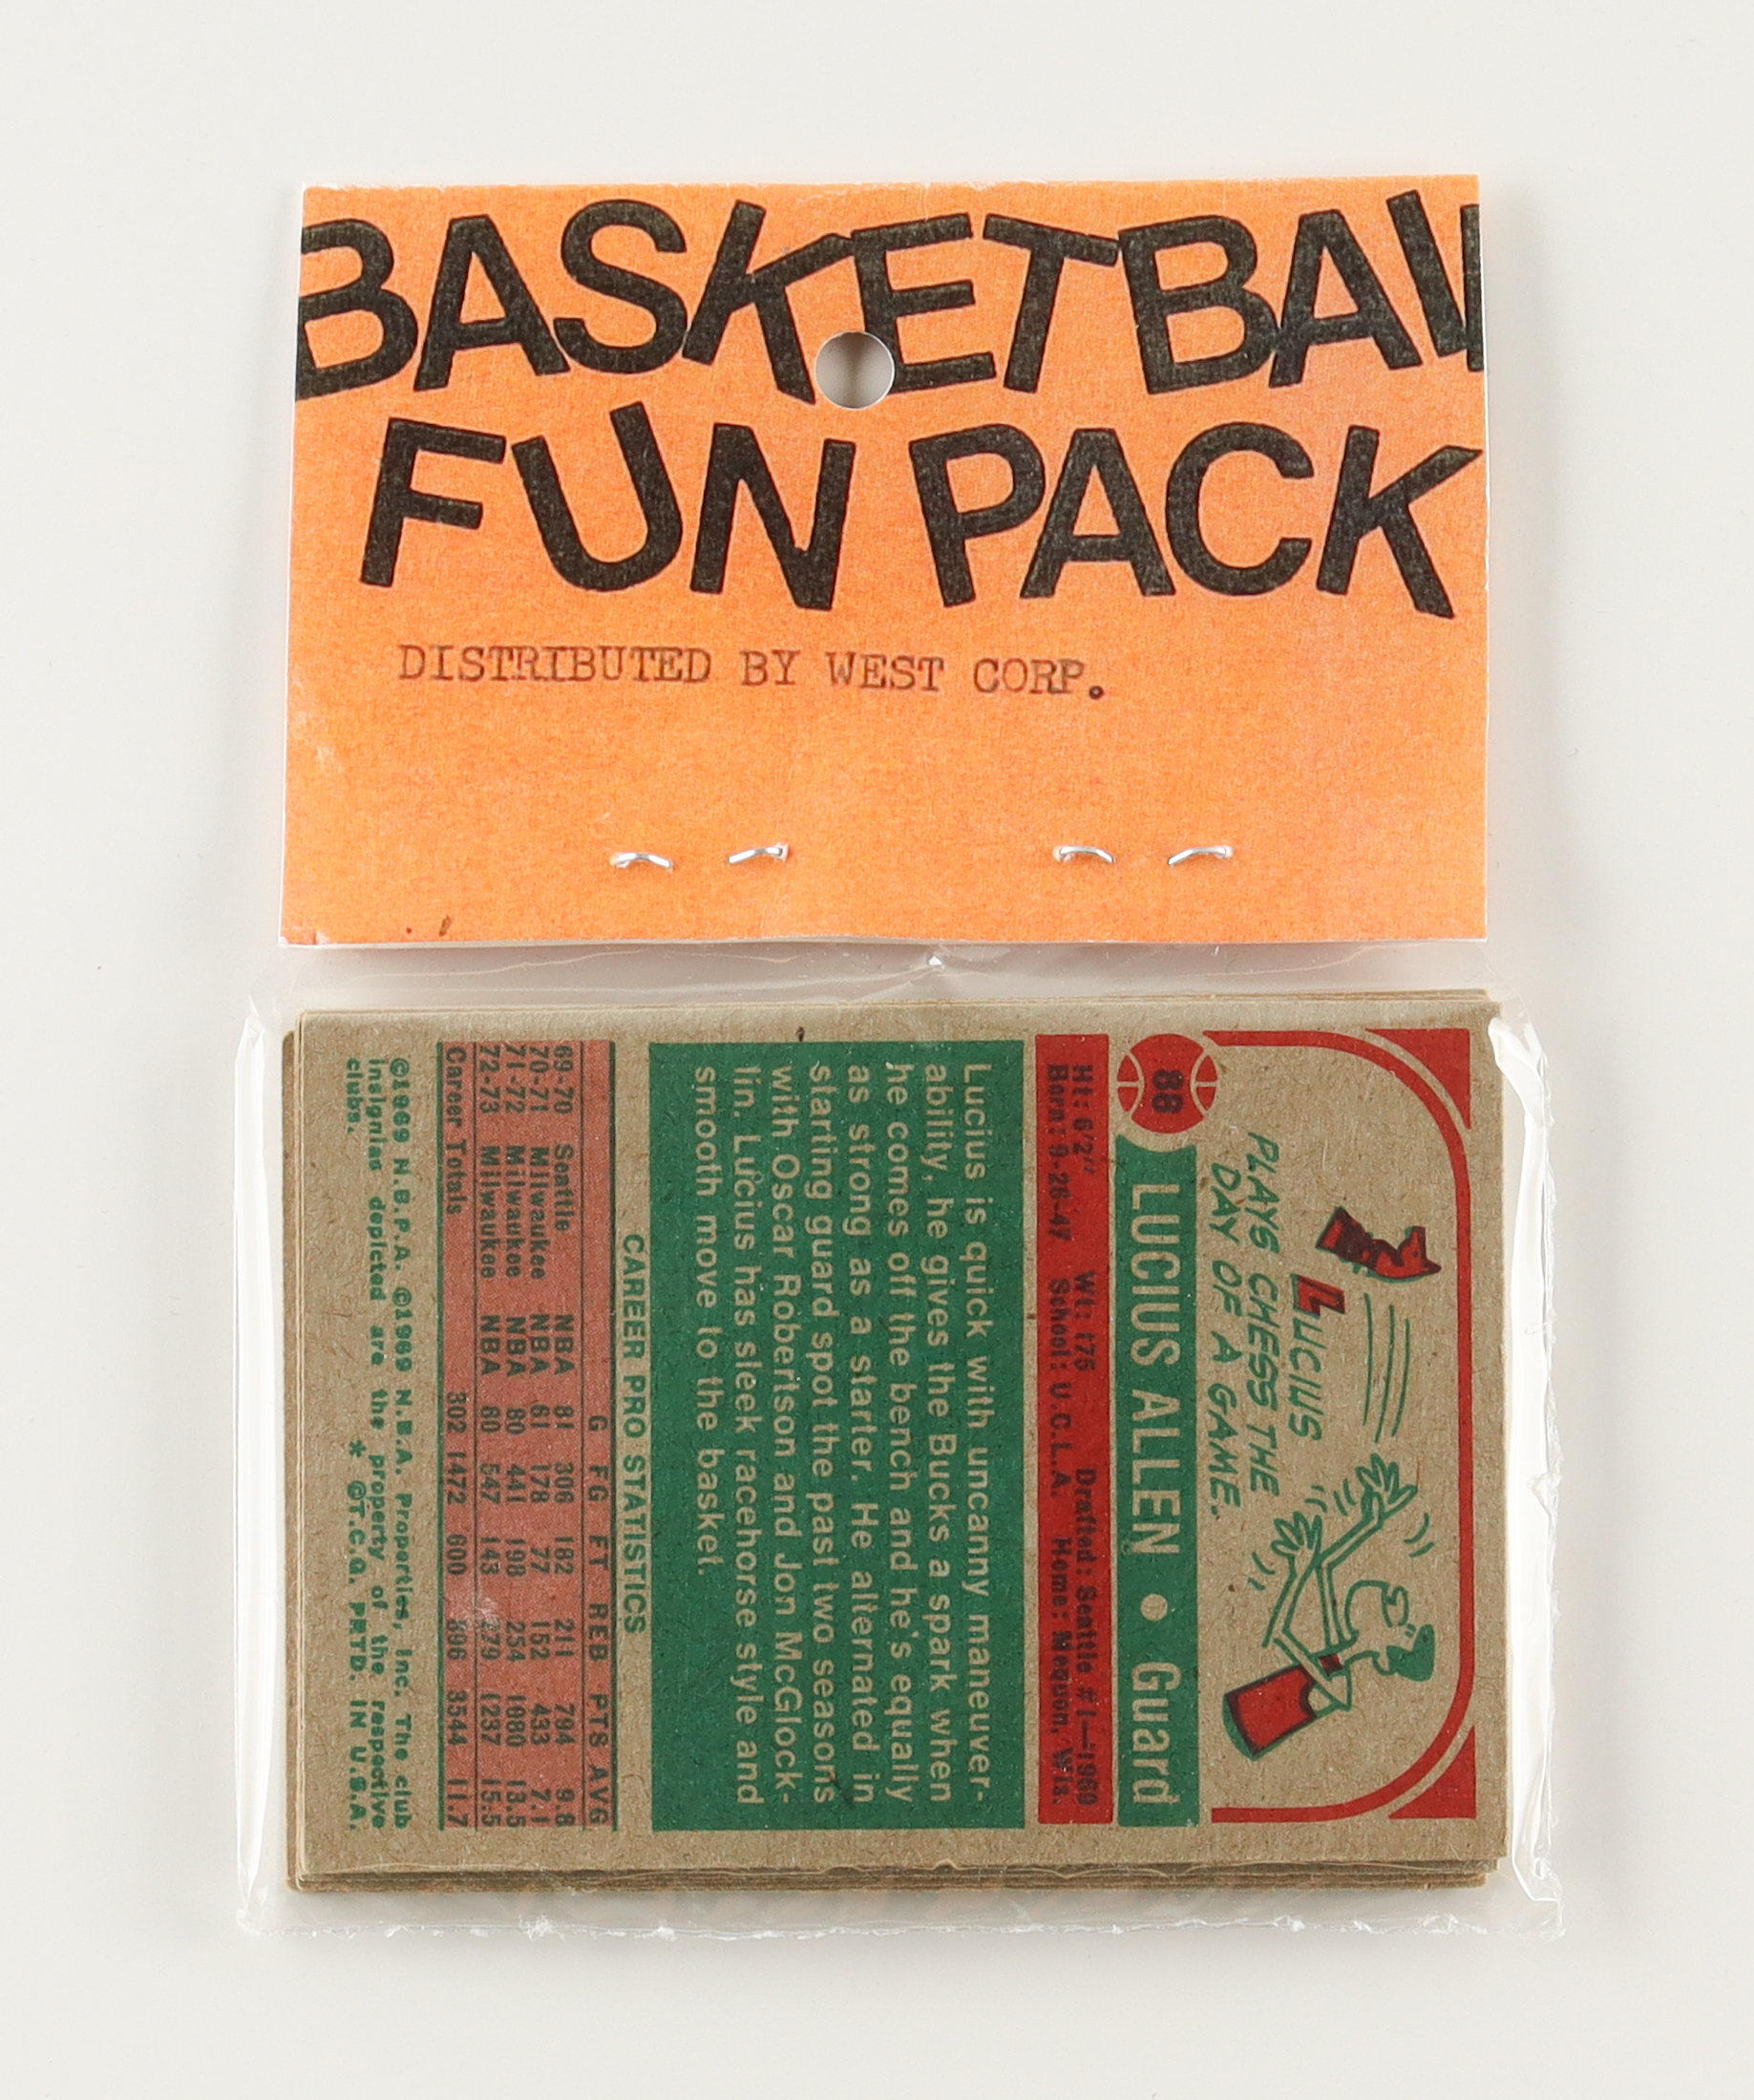 BASKETBALL
FUN PACK
DISTRIBUTED BY WEST CORP.
LUCIUS
PLAYS CHESS THE
DAY OF A GAME.
88 LUCIUS ALLEN • Guard
Ht: 6'2" Wt: 175 Drafted: Seattle #1—1969
Born: 9-26-47 School: U.C.L.A. Home: Mequon, Wis.
Lucius is quick with uncanny maneuver-
ability, he gives the Bucks a spark when
he comes off the bench and he's equally
as strong as a starter. He alternated in
starting guard spot the past two seasons
with Oscar Robertson and Jon McGlock-
lin. Lucius has sleek racehorse style and
smooth move to the basket.
CAREER PRO STATISTICS
G FG FT REB PTS AVG
69-70 Seattle NBA 81 306 182 211 794 9.8
70-71 Milwaukee NBA 61 178 77 152 433 7.1
71-72 Milwaukee NBA 80 441 198 254 1080 13.5
72-73 Milwaukee NBA 80 547 143 279 1237 15.5
Career Totals 302 1472 600 896 3544 11.7
©1969 N.B.P.A. ©1969 N.B.A. Properties, Inc. The club
insignias depicted are the property of the respective
clubs. * ©T.C.G. PRTD. IN U.S.A.